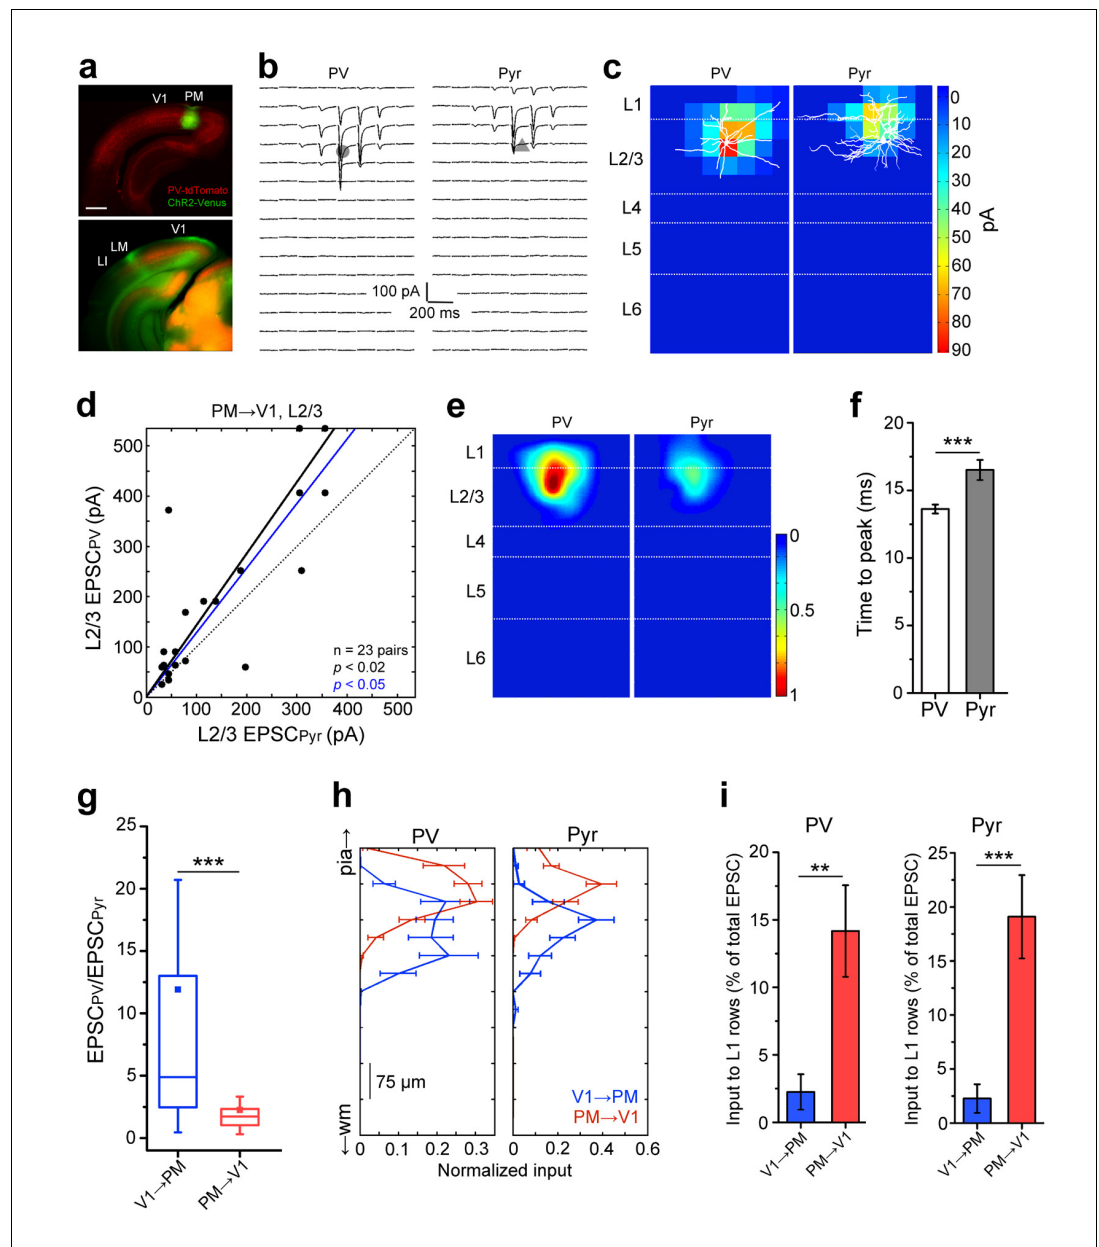 a
V1 PM
PV-tdTomato
ChR2-Venus
V1
LM
LI
b
PV Pyr
100 pA
200 ms
c
PV Pyr
L1
L2/3
L4
L5
L6
0
10
20
30
40
50
60
70
80
90
pA
d
PM→V1, L2/3
500
400
300
200
100
0
0 100 200 300 400 500
L2/3 EPSCPV (pA)
L2/3 EPSCPyr (pA)
n = 23 pairs
p < 0.02
p < 0.05
e
PV Pyr
L1
L2/3
L4
L5
L6
0
0.5
1
f
20
15
10
5
0
Time to peak (ms)
***
PV Pyr
g
25
20
15
10
5
0
EPSCPV/EPSCPyr
***
V1→PM
PM→V1
h
PV Pyr
pia→
←wm
75 µm
V1→PM
PM→V1
0 0.1 0.2 0.3 0 0.2 0.4 0.6
Normalized input
i
PV
20
15
10
5
0
Input to L1 rows (% of total EPSC)
**
V1→PM
PM→V1
Pyr
25
20
15
10
5
0
Input to L1 rows (% of total EPSC)
***
V1→PM
PM→V1